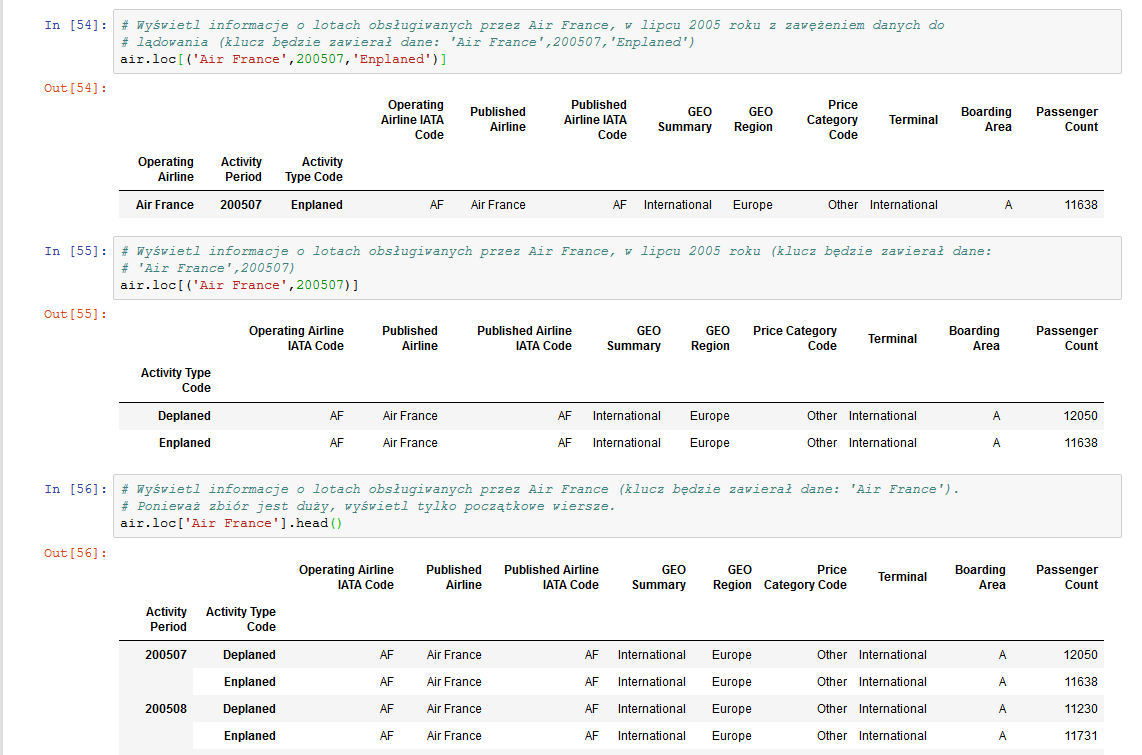 In [54]: # Wyświetl informacje o lotach obsługiwanych przez Air France, w lipcu 2005 roku z zawężeniem danych do
# lądowania (klucz będzie zawierał dane: 'Air France',200507,'Enplaned')
air.loc[('Air France',200507,'Enplaned')]
Out[54]:
Operating Airline IATA Code Published Airline Published Airline IATA Code GEO Summary GEO Region Price Category Code Terminal Boarding Area Passenger Count
Operating Airline Activity Period Activity Type Code
Air France 200507 Enplaned AF Air France AF International Europe Other International A 11638
In [55]: # Wyświetl informacje o lotach obsługiwanych przez Air France, w lipcu 2005 roku (klucz będzie zawierał dane:
# 'Air France',200507)
air.loc[('Air France',200507)]
Out[55]:
Operating Airline IATA Code Published Airline Published Airline IATA Code GEO Summary GEO Region Price Category Code Terminal Boarding Area Passenger Count
Activity Type Code
Deplaned AF Air France AF International Europe Other International A 12050
Enplaned AF Air France AF International Europe Other International A 11638
In [56]: # Wyświetl informacje o lotach obsługiwanych przez Air France (klucz będzie zawierał dane: 'Air France').
# Ponieważ zbiór jest duży, wyświetl tylko początkowe wiersze.
air.loc['Air France'].head()
Out[56]:
Operating Airline IATA Code Published Airline Published Airline IATA Code GEO Summary GEO Region Price Category Code Terminal Boarding Area Passenger Count
Activity Period Activity Type Code
200507 Deplaned AF Air France AF International Europe Other International A 12050
Enplaned AF Air France AF International Europe Other International A 11638
200508 Deplaned AF Air France AF International Europe Other International A 11230
Enplaned AF Air France AF International Europe Other International A 11731